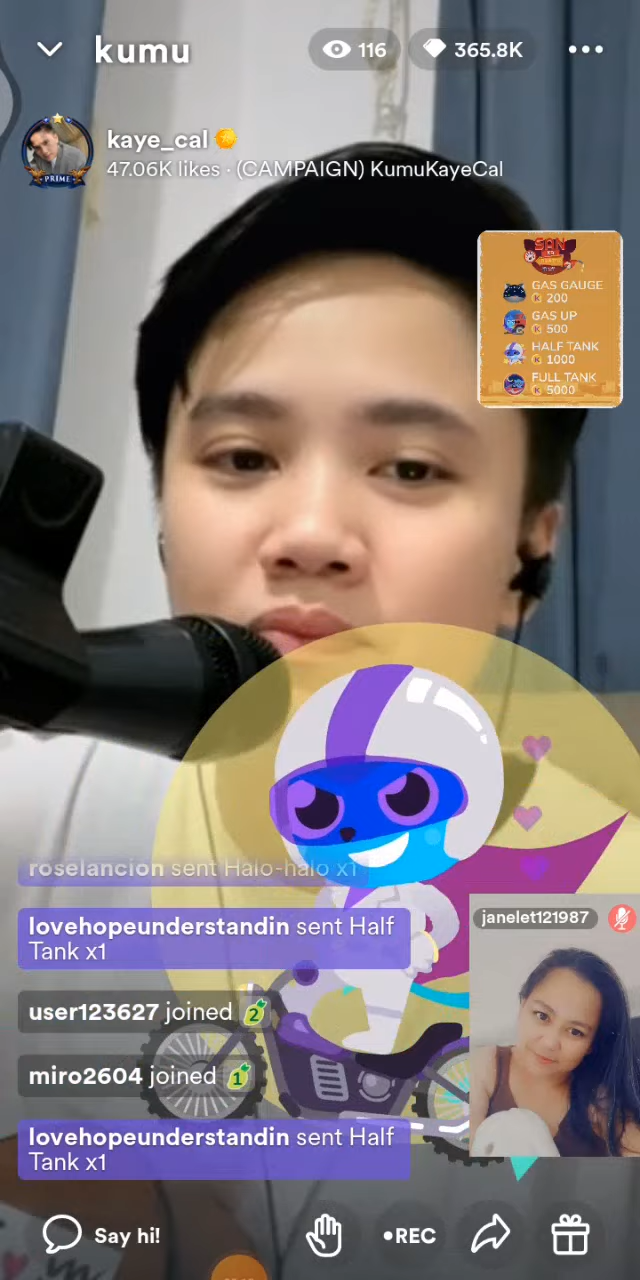 kumu
116
365.8K
kaye_cal
47.06K likes · (CAMPAIGN) KumuKayeCal
PRIME
SAN
GAS GAUGE
200
GAS UP
500
HALF TANK
1000
FULL TANK
5000
roselancion sent Halo-halo x1
lovehopeunderstandin sent Half
Tank x1
janelet121987
user123627 joined 2
miro2604 joined 1
lovehopeunderstandin sent Half
Tank x1
Say hi!
•REC